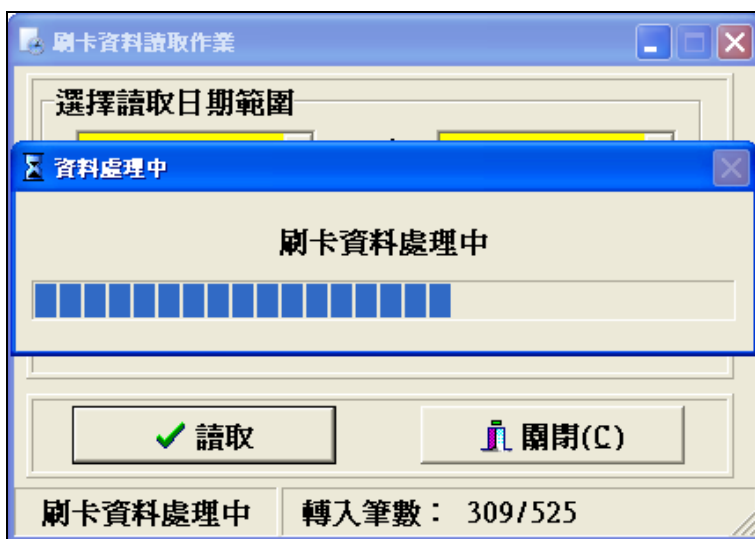 刷卡資料讀取作業
選擇讀取日期範圍
資料處理中
刷卡資料處理中
讀取
關閉(C)
刷卡資料處理中
轉入筆數： 309/525